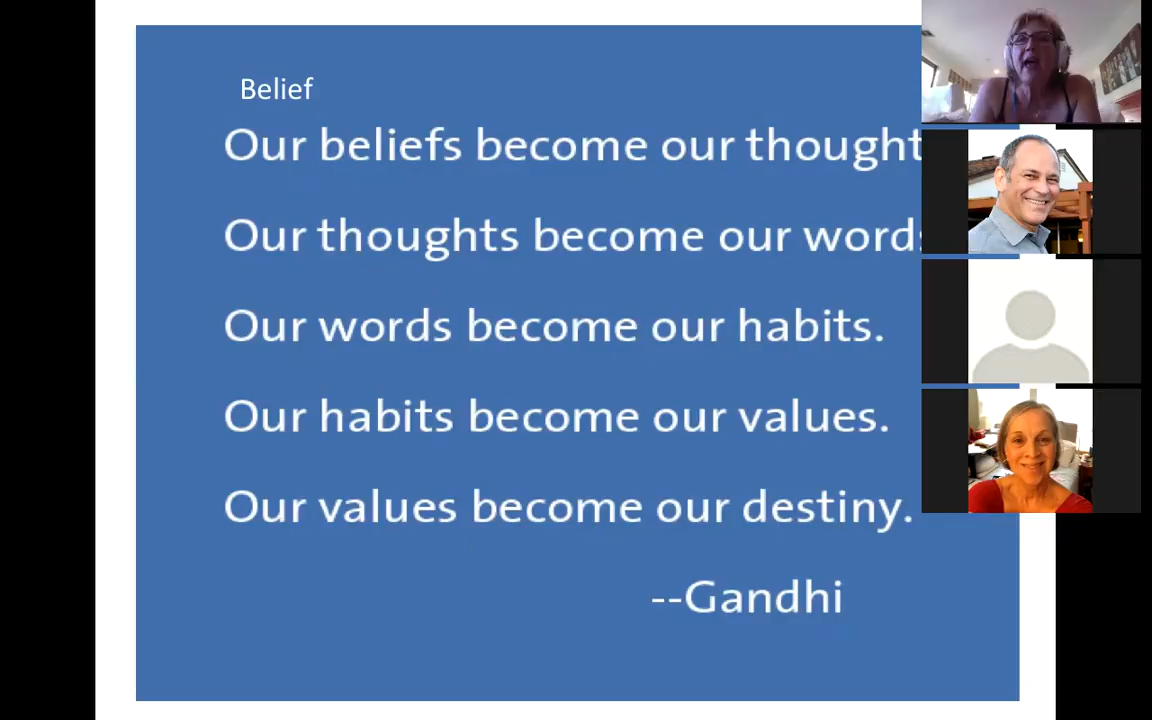 Belief
Our beliefs become our thought
Our thoughts become our words
Our words become our habits.
Our habits become our values.
Our values become our destiny.
--Gandhi